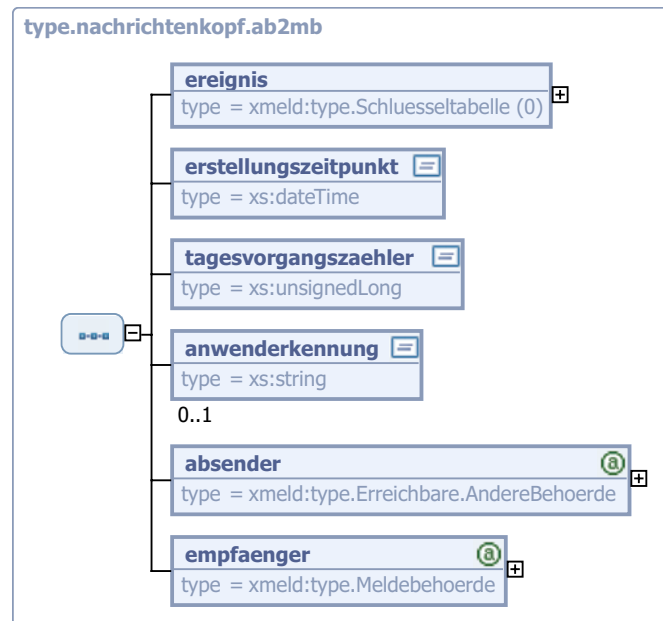 type.nachrichtenkopf.ab2mb
ereignis
type = xmeld:type.Schluesseltabelle (0)
erstellungszeitpunkt
type = xs:dateTime
tagesvorgangszaehler
type = xs:unsignedLong
anwenderkennung
type = xs:string
0..1
absender
type = xmeld:type.Erreichbare.AndereBehoerde
empfaenger
type = xmeld:type.Meldebehoerde